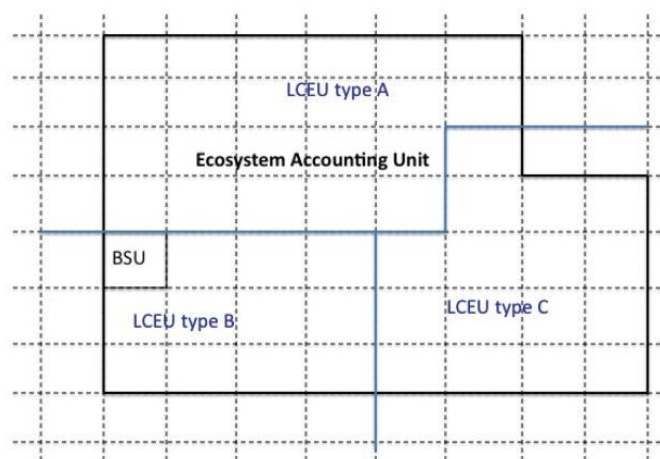 LCEU type A
Ecosystem Accounting Unit
BSU
LCEU type C
LCEU type B